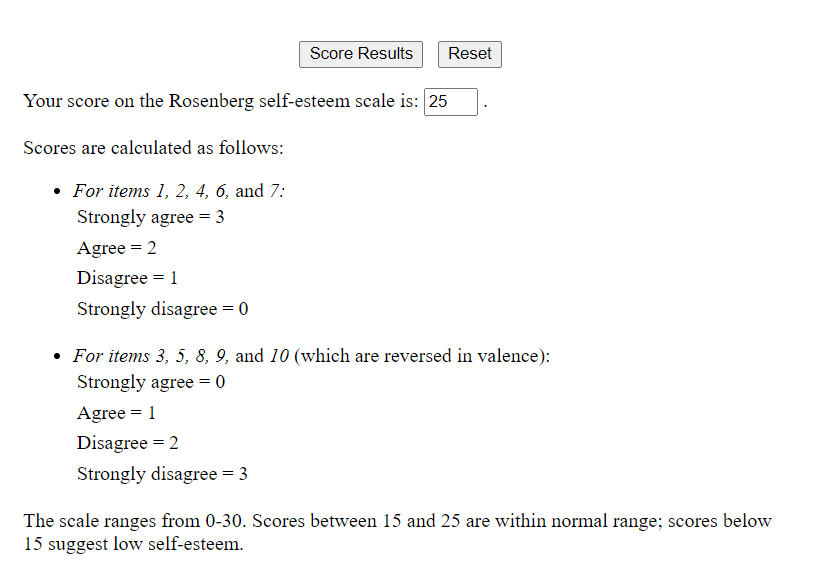 Score Results Reset
Your score on the Rosenberg self-esteem scale is: 25 .
Scores are calculated as follows:
• For items 1, 2, 4, 6, and 7:
Strongly agree = 3
Agree = 2
Disagree = 1
Strongly disagree = 0
• For items 3, 5, 8, 9, and 10 (which are reversed in valence):
Strongly agree = 0
Agree = 1
Disagree = 2
Strongly disagree = 3
The scale ranges from 0-30. Scores between 15 and 25 are within normal range; scores below
15 suggest low self-esteem.